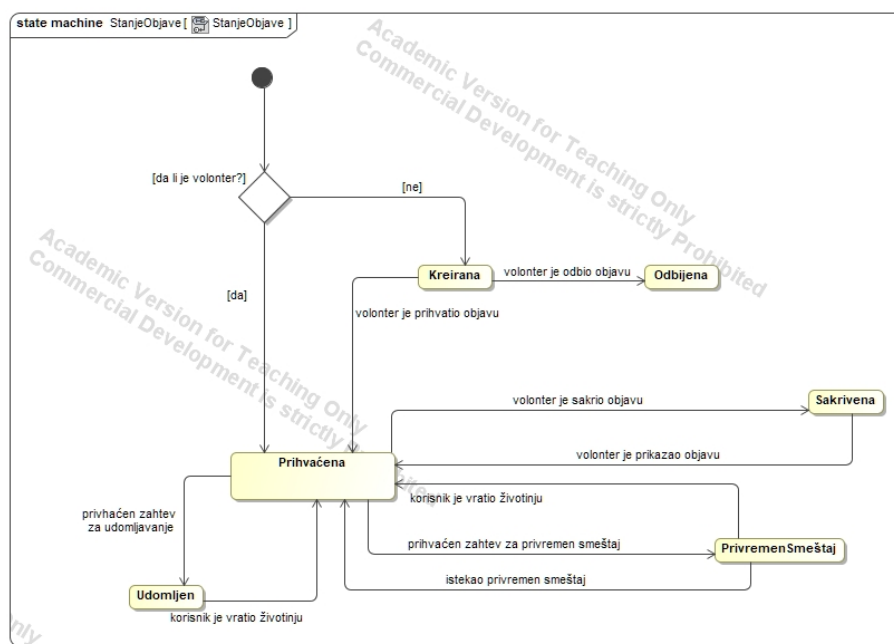 state machine StanjeObjave [ StanjeObjave ]
Academic Version for Teaching Only
Commercial Development is strictly Prohibited
[da li je volonter?]
[ne]
Kreirana
volonter je odbio objavu
Odbijena
[da]
volonter je prihvatio objavu
Academic Version for Teaching Only
Commercial Development is strictly Prohibited
volonter je sakrio objavu
Sakrivena
Prihvaćena
volonter je prikazao objavu
korisnik je vratio životinju
privhaćen zahtev
za udomljavanje
prihvaćen zahtev za privremen smeštaj
PrivremenSmeštaj
istekao privremen smeštaj
Udomljen
korisnik je vratio životinju
Only